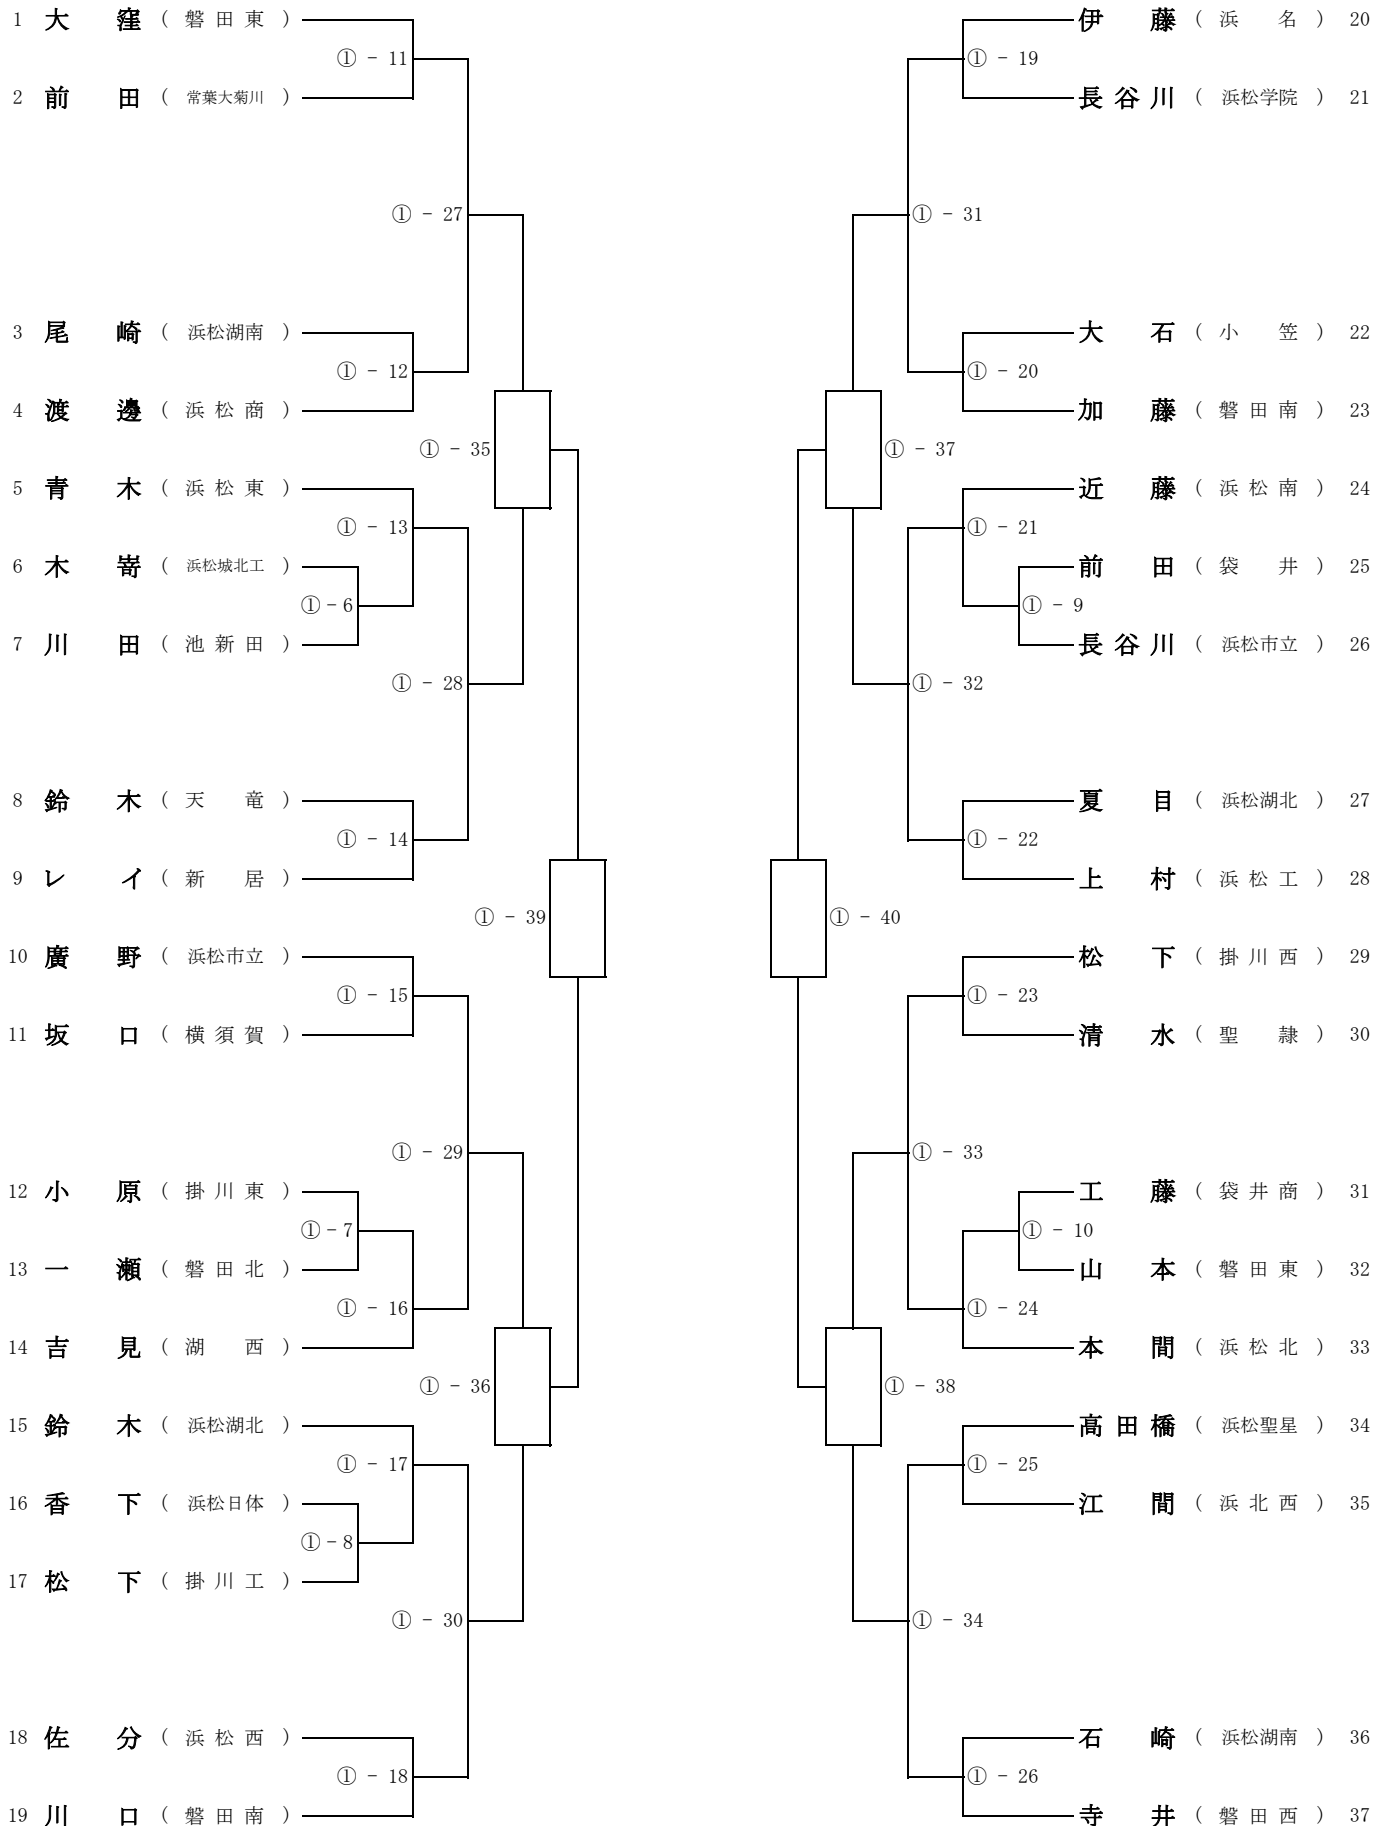 1 大 窪 ( 磐 田 東 )
① - 11
2 前 田 ( 常葉大菊川 )
① - 27
3 尾 崎 ( 浜松湖南 )
① - 12
4 渡 邊 ( 浜 松 商 )
① - 35
5 青 木 ( 浜 松 東 )
① - 13
6 木 嵜 ( 浜松城北工 )
① - 6
7 川 田 ( 池 新 田 )
① - 28
8 鈴 木 ( 天 竜 )
① - 14
9 レ イ ( 新 居 )
① - 39
10 廣 野 ( 浜松市立 )
① - 15
11 坂 口 ( 横 須 賀 )
① - 29
12 小 原 ( 掛 川 東 )
① - 7
13 一 瀬 ( 磐 田 北 )
① - 16
14 吉 見 ( 湖 西 )
① - 36
15 鈴 木 ( 浜松湖北 )
① - 17
16 香 下 ( 浜松日体 )
① - 8
17 松 下 ( 掛 川 工 )
① - 30
18 佐 分 ( 浜 松 西 )
① - 18
19 川 口 ( 磐 田 南 )
伊 藤 ( 浜 名 ) 20
① - 19
長 谷 川 ( 浜松学院 ) 21
① - 31
大 石 ( 小 笠 ) 22
① - 20
加 藤 ( 磐 田 南 ) 23
① - 37
近 藤 ( 浜 松 南 ) 24
① - 21
前 田 ( 袋 井 ) 25
① - 9
長 谷 川 ( 浜松市立 ) 26
① - 32
夏 目 ( 浜松湖北 ) 27
① - 22
上 村 ( 浜 松 工 ) 28
① - 40
松 下 ( 掛 川 西 ) 29
① - 23
清 水 ( 聖 隷 ) 30
① - 33
工 藤 ( 袋 井 商 ) 31
① - 10
山 本 ( 磐 田 東 ) 32
① - 24
本 間 ( 浜 松 北 ) 33
① - 38
高 田 橋 ( 浜松聖星 ) 34
① - 25
江 間 ( 浜 北 西 ) 35
① - 34
石 崎 ( 浜松湖南 ) 36
① - 26
寺 井 ( 磐 田 西 ) 37